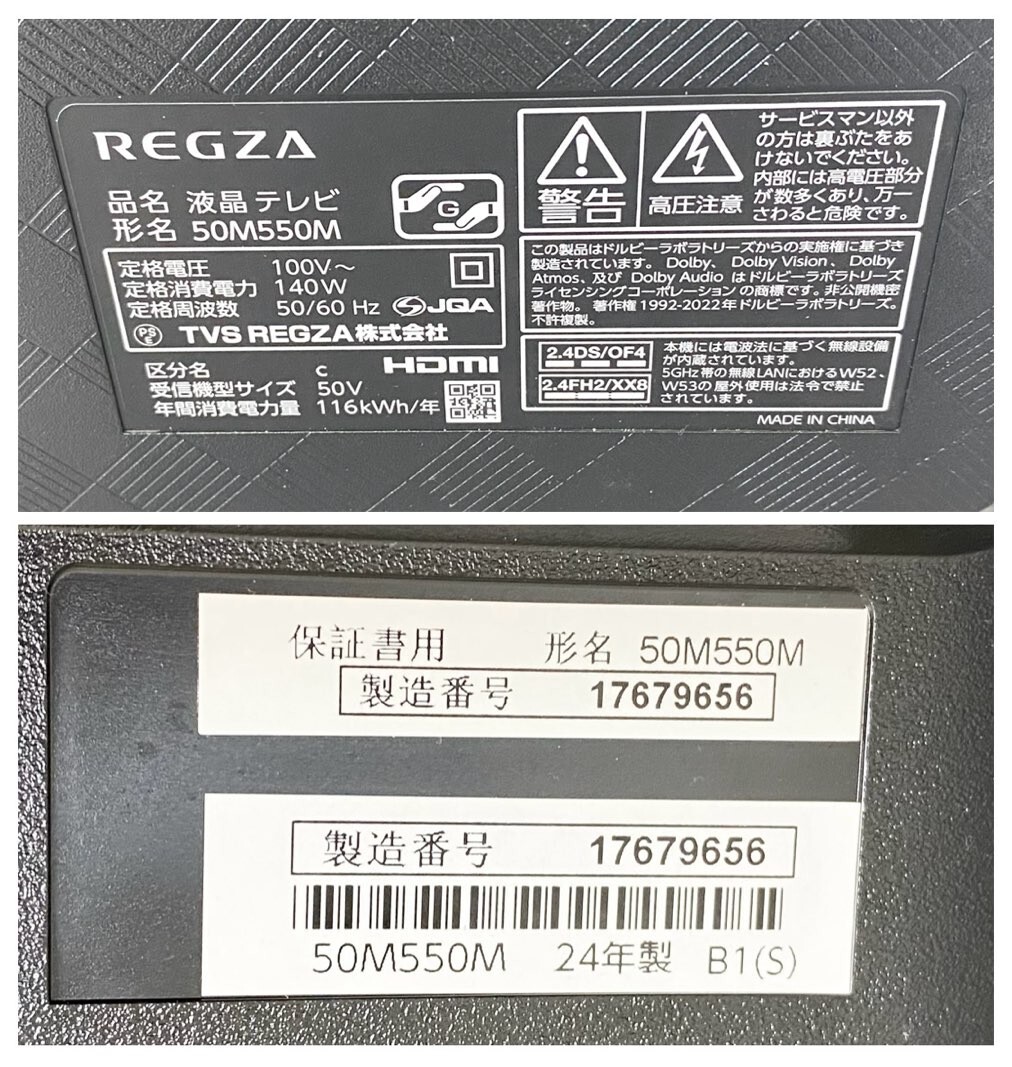 REGZA
品名 液晶テレビ
形名 50M550M
G
定格電圧 100V～
定格消費電力 140W
定格周波数 50/60 Hz JQA
PSE TVS REGZA株式会社
区分名 c HDMI
受信機型サイズ 50V
年間消費電力量 116kWh/年
警告
高圧注意
サービスマン以外
の方は裏ぶたをあ
けないでください。
内部には高電圧部分
が数多くあり、万一
さわると危険です。
この製品はドルビーラボラトリーズからの実施権に基づき
製造されています。Dolby、Dolby Vision、Dolby
Atmos、及び Dolby Audio はドルビーラボラトリーズ
ライセンシングコーポレーションの商標です。非公開機密
著作物。 著作権 1992-2022年ドルビーラボラトリーズ。
不許複製。
2.4DS/OF4
2.4FH2/XX8
本機には電波法に基づく無線設備
が内蔵されています。
5GHz 帯の無線LANにおけるW52、
W53の屋外使用は法令で禁止
されています。
MADE IN CHINA
保証書用 形名 50M550M
製造番号 17679656
製造番号 17679656
50M550M 24年製 B1(S)